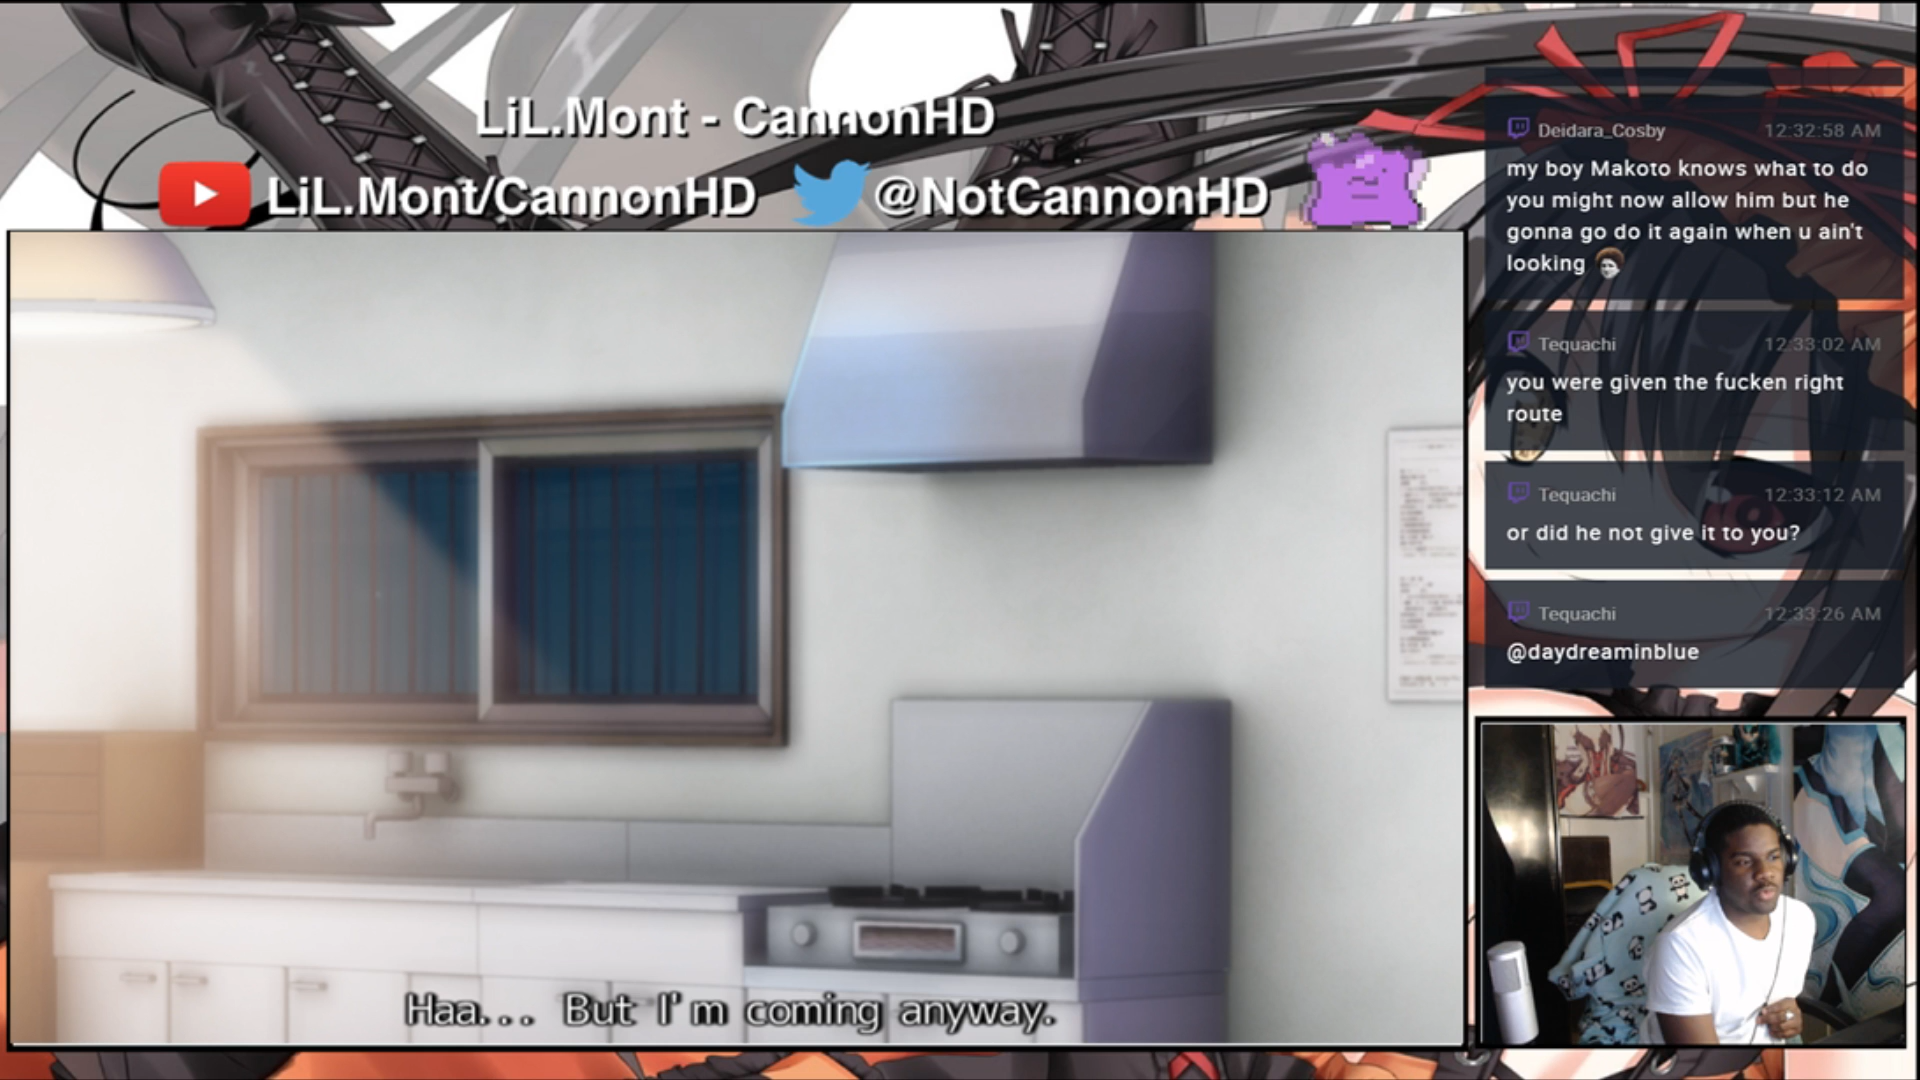 LiL.Mont - CannonHD
LiL.Mont/CannonHD
@NotCannonHD
Deidara_Cosby 12:32:58 AM
my boy Makoto knows what to do
you might now allow him but he
gonna go do it again when u ain't
looking
Tequachi 12:33:02 AM
you were given the fucken right
route
Tequachi 12:33:12 AM
or did he not give it to you?
Tequachi 12:33:26 AM
@daydreaminblue
Haa... But I'm coming anyway.